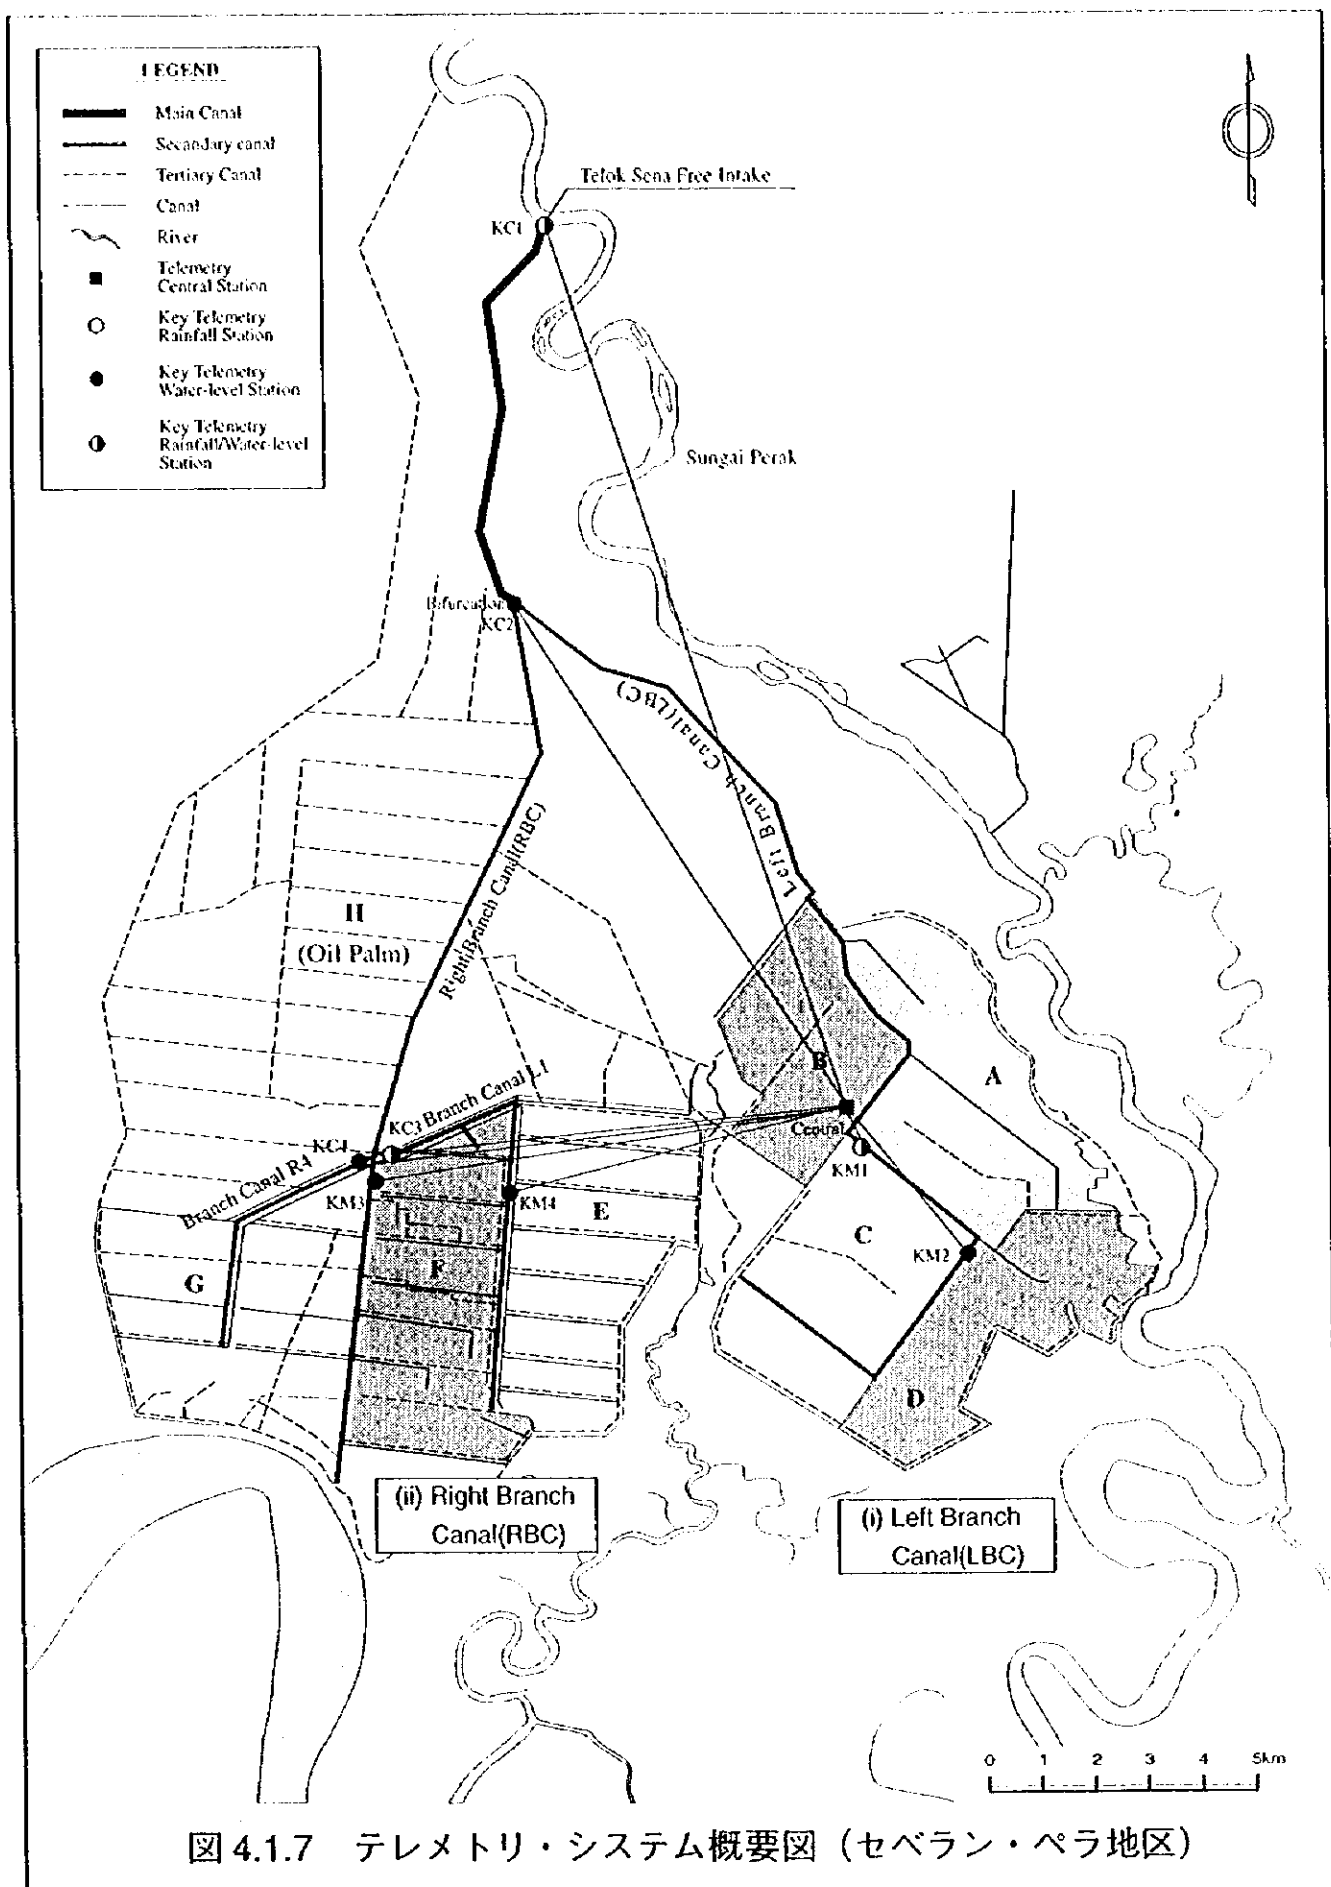 LEGEND
Main Canal
Secandary canal
Tertiary Canal
Canal
River
Telemetry
Central Station
Key Telemetry
Rainfall Station
Key Telemetry
Water-level Station
Key Telemetry
Rainfall/Water-level
Station
Telok Sena Free Intake
KC1
Sungai Perak
Bifurcation
KC2
Left Branch Canal(LBC)
Right Branch Canal(RBC)
H
(Oil Palm)
B
A
Branch Canal L1
KC3
KC4
Central
KM1
Branch Canal R4
KM3
KM4
E
C
KM2
G
F
D
(ii) Right Branch
Canal(RBC)
(i) Left Branch
Canal(LBC)
0 1 2 3 4 5km
図 4.1.7 テレメトリ・システム概要図（セベラン・ペラ地区）